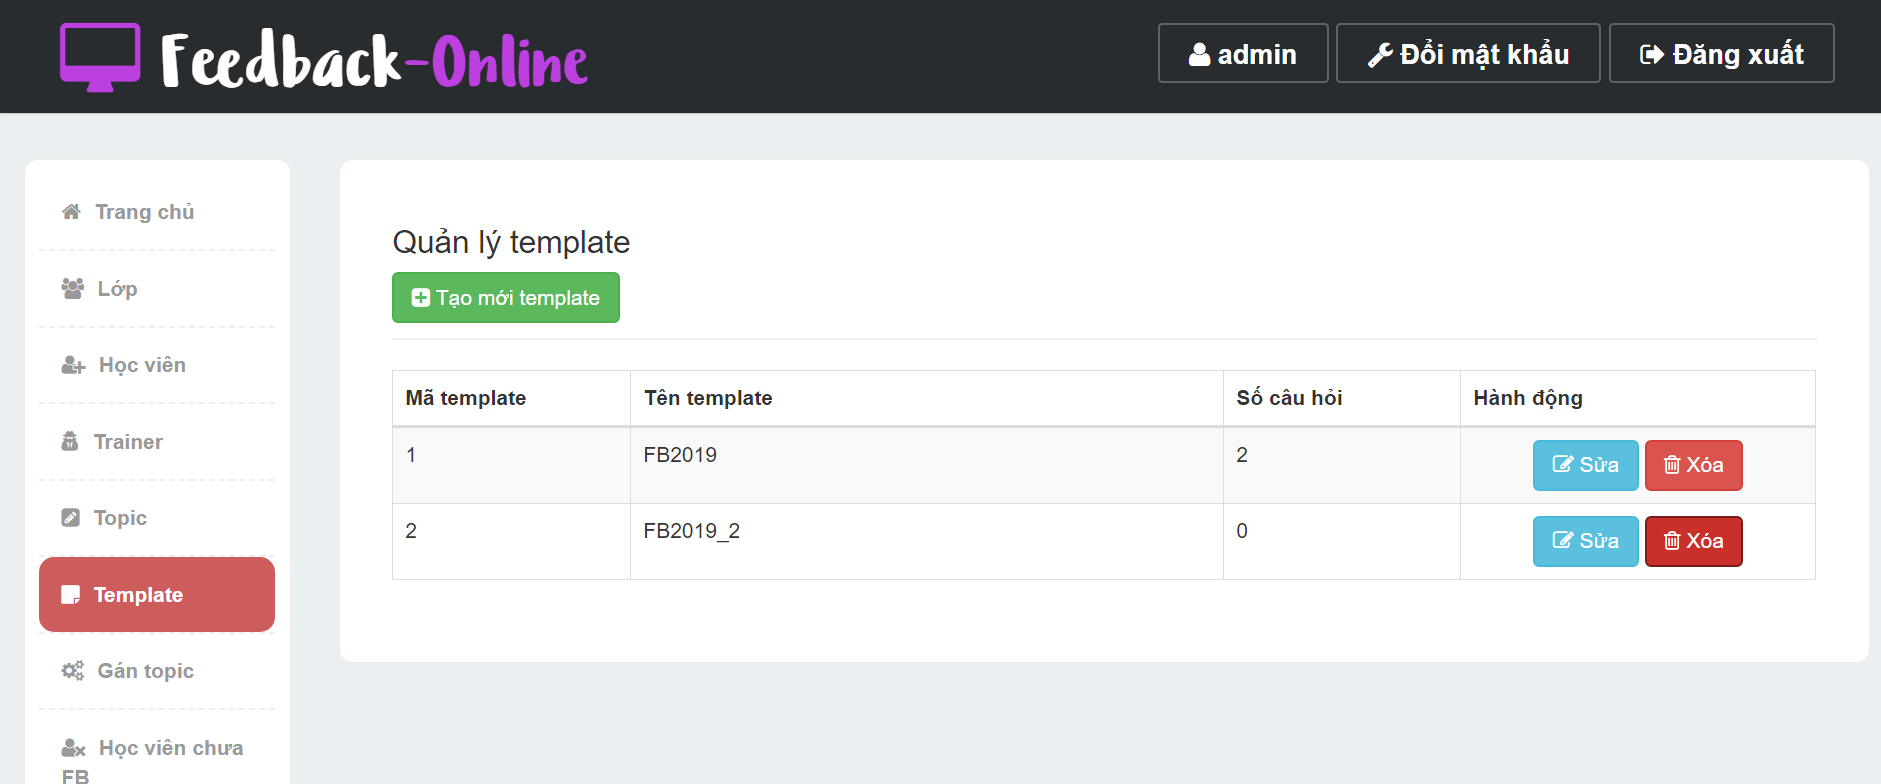 Feedback-Online
admin
Đổi mật khẩu
Đăng xuất
Trang chủ
Lớp
Học viên
Trainer
Topic
Template
Gán topic
Học viên chưa
FB
Quản lý template
Tạo mới template
Mã template Tên template Số câu hỏi Hành động
1 FB2019 2 Sửa Xóa
2 FB2019_2 0 Sửa Xóa